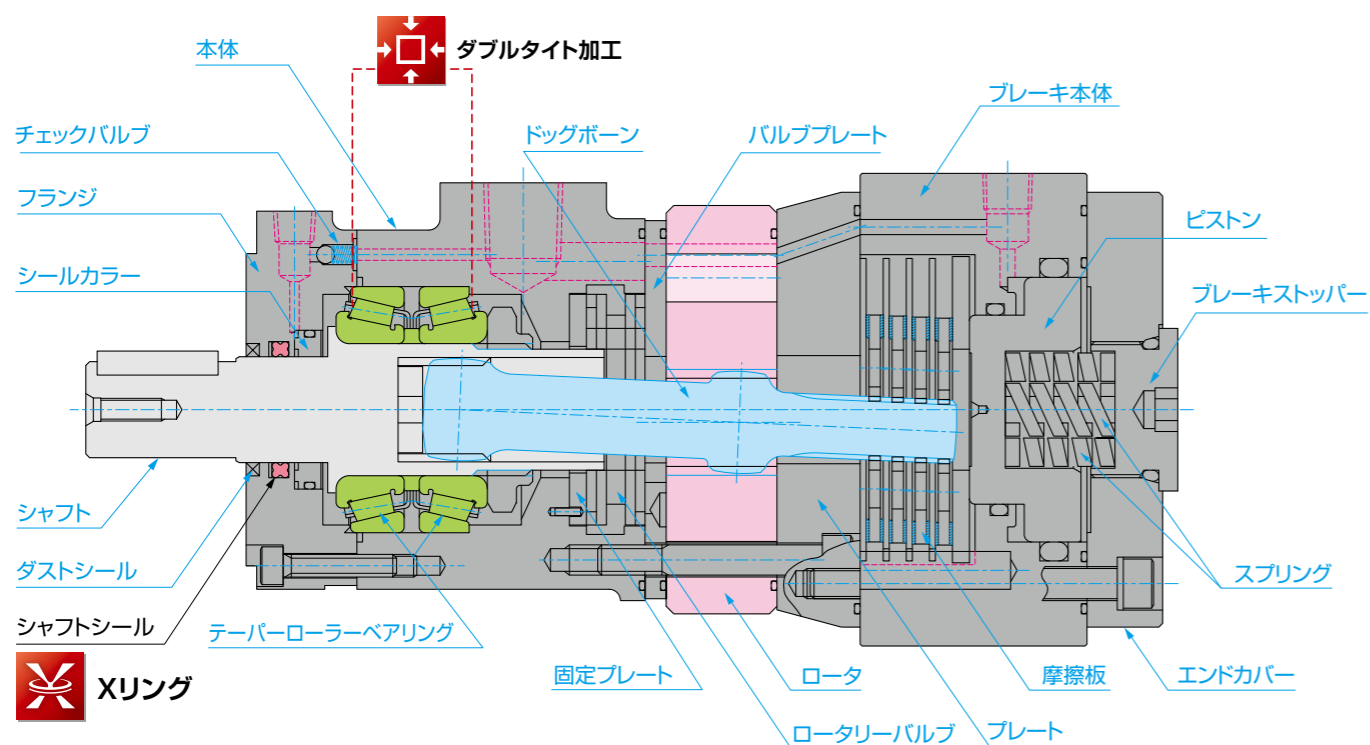 本体
ダブルタイト加工
ブレーキ本体
チェックバルブ
ドッグボーン
バルブプレート
フランジ
ピストン
シールカラー
ブレーキストッパー
シャフト
ダストシール
スプリング
シャフトシール
テーパーローラーベアリング
固定プレート
ロータ
摩擦板
エンドカバー
Xリング
ロータリーバルブ
プレート